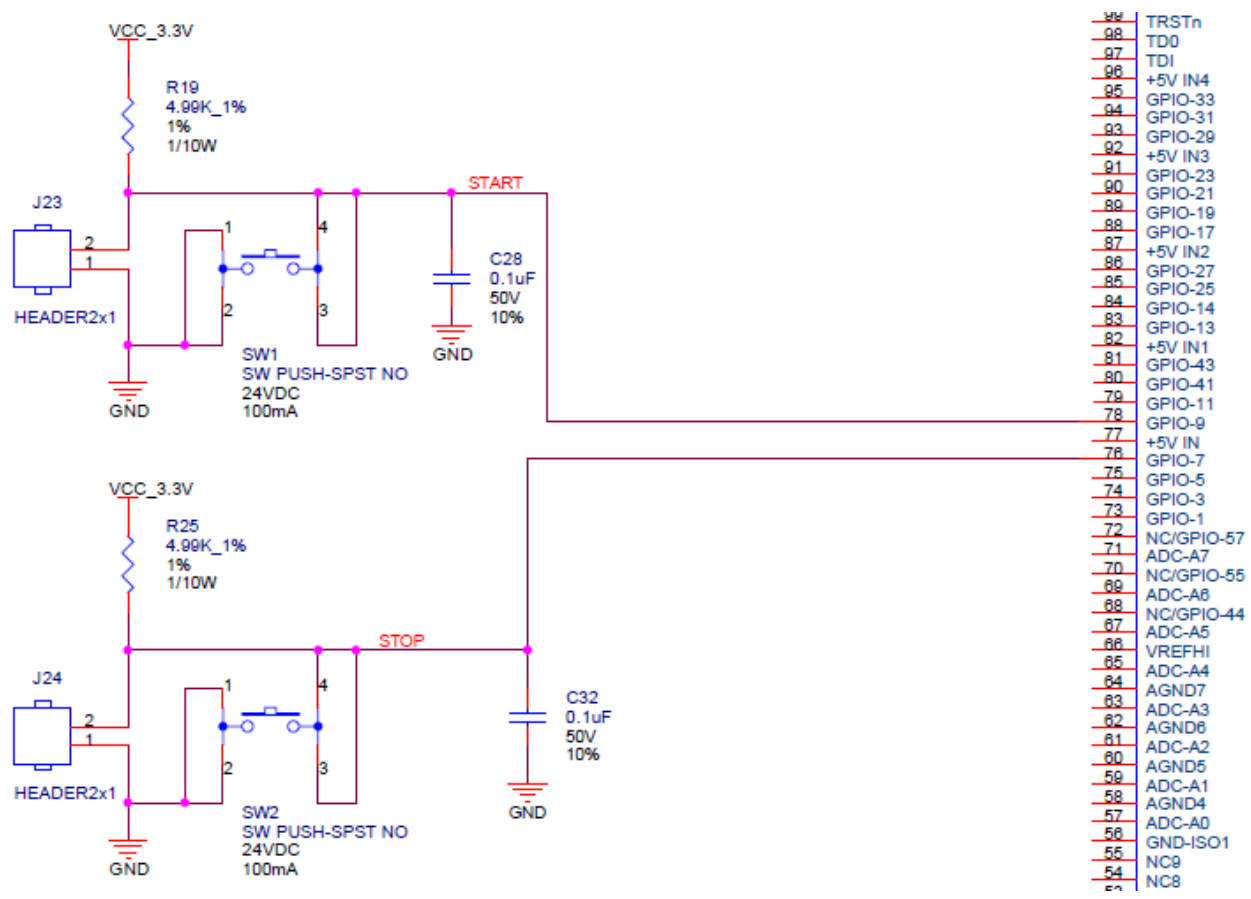 VCC_3.3V
R19
4.99K_1%
1%
1/10W
START
J23
2
1
HEADER2x1
1
4
2
3
C28
0.1uF
50V
10%
GND
SW1
SW PUSH-SPST NO
24VDC
100mA
GND
VCC_3.3V
R25
4.99K_1%
1%
1/10W
STOP
J24
2
1
HEADER2x1
1
4
2
3
C32
0.1uF
50V
10%
GND
SW2
SW PUSH-SPST NO
24VDC
100mA
GND
99 TRSTn
98 TD0
97 TDI
96 +5V IN4
95 GPIO-33
94 GPIO-31
93 GPIO-29
92 +5V IN3
91 GPIO-23
90 GPIO-21
89 GPIO-19
88 GPIO-17
87 +5V IN2
86 GPIO-27
85 GPIO-25
84 GPIO-14
83 GPIO-13
82 +5V IN1
81 GPIO-43
80 GPIO-41
79 GPIO-11
78 GPIO-9
77 +5V IN
76 GPIO-7
75 GPIO-5
74 GPIO-3
73 GPIO-1
72 NC/GPIO-57
71 ADC-A7
70 NC/GPIO-55
69 ADC-A6
68 NC/GPIO-44
67 ADC-A5
66 VREFHI
65 ADC-A4
64 AGND7
63 ADC-A3
62 AGND6
61 ADC-A2
60 AGND5
59 ADC-A1
58 AGND4
57 ADC-A0
56 GND-ISO1
55 NC9
54 NC8